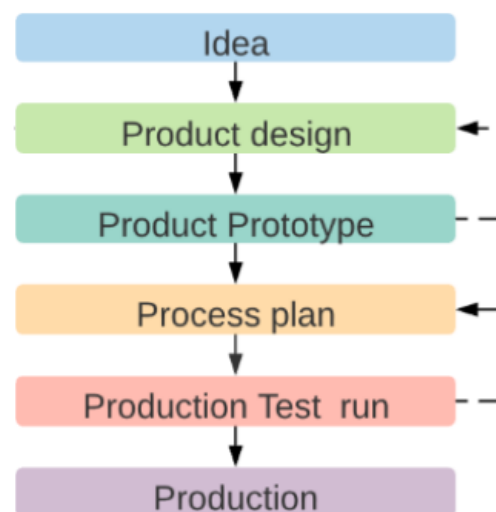 Idea
Product design
Product Prototype
Process plan
Production Test run
Production